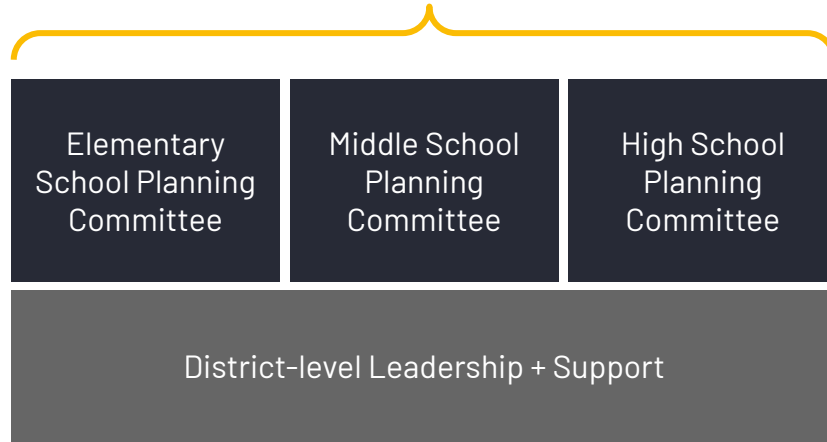 Elementary
School Planning
Committee
Middle School
Planning
Committee
High School
Planning
Committee
District-level Leadership + Support